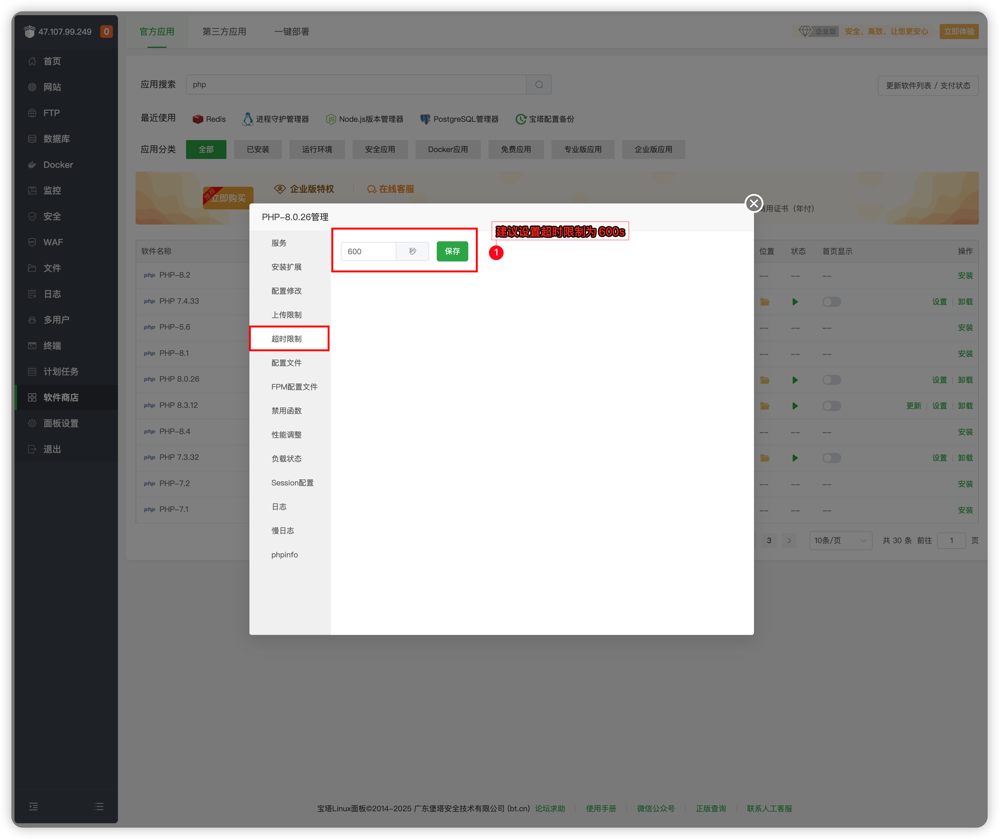 47.107.99.249 0
首页
网站
FTP
数据库
Docker
监控
安全
WAF
文件
日志
多用户
终端
计划任务
软件商店
面板设置
退出
官方应用 第三方应用 一键部署
企业版 安全、高效、让您更安心 立即体验
应用搜索 php 更新软件列表 / 支付状态
最近使用 Redis 进程守护管理器 Node.js版本管理器 PostgreSQL管理器 宝塔配置备份
应用分类 全部 已安装 运行环境 安全应用 Docker应用 免费应用 专业版应用 企业版应用
推荐 立即购买 企业版特权 在线客服
商用证书（年付）
PHP-8.0.26管理
建议设置超时限制为 600s
1
600 秒 保存
服务
安装扩展
配置修改
上传限制
超时限制
配置文件
FPM配置文件
禁用函数
性能调整
负载状态
Session配置
日志
慢日志
phpinfo
软件名称 位置 状态 首页显示 操作
php PHP-8.2 -- -- -- 安装
php PHP 7.4.33 设置 | 卸载
php PHP-5.6 -- -- -- 安装
php PHP-8.1 -- -- -- 安装
php PHP 8.0.26 设置 | 卸载
php PHP 8.3.12 更新 | 设置 | 卸载
php PHP-8.4 -- -- -- 安装
php PHP 7.3.32 设置 | 卸载
php PHP-7.2 -- -- -- 安装
php PHP-7.1 -- -- -- 安装
3 > 10条/页 共 30 条 前往 1 页
宝塔Linux面板©2014-2025 广东堡塔安全技术有限公司 (bt.cn) 论坛求助 | 使用手册 | 微信公众号 | 正版查询 | 联系人工客服